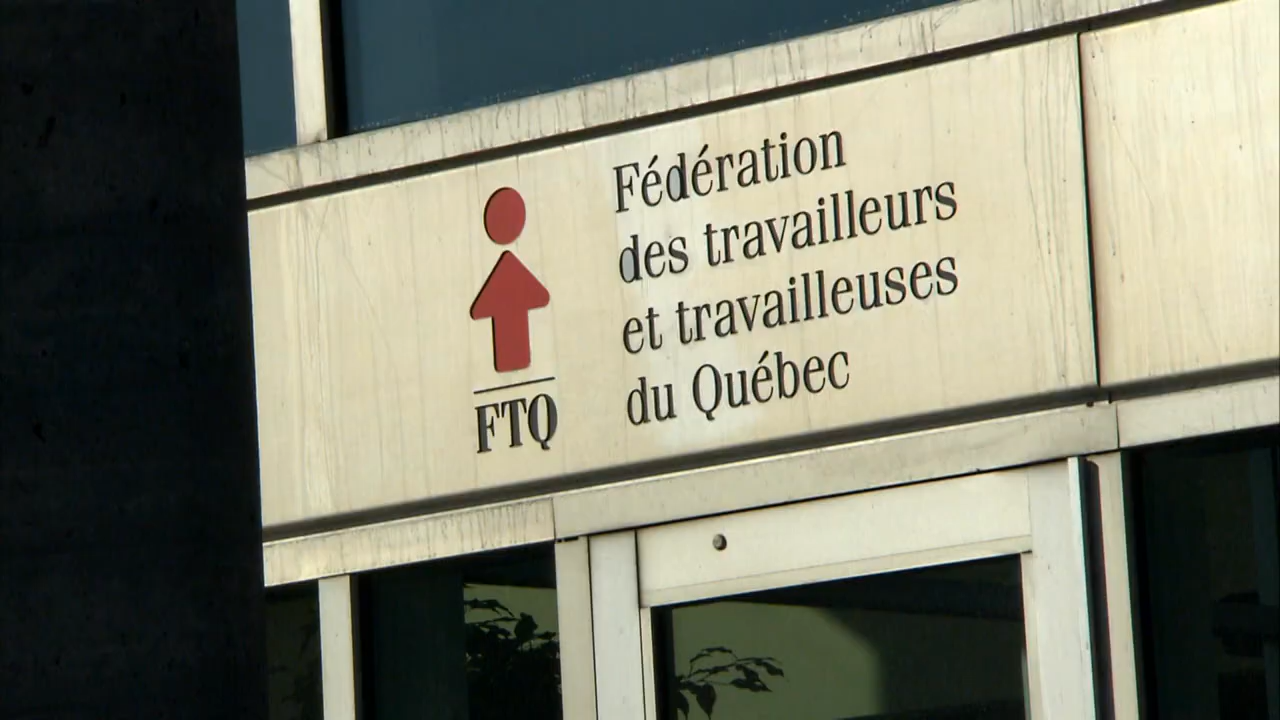 Fédération
des travailleurs
et travailleuses
du Québec
FTQ